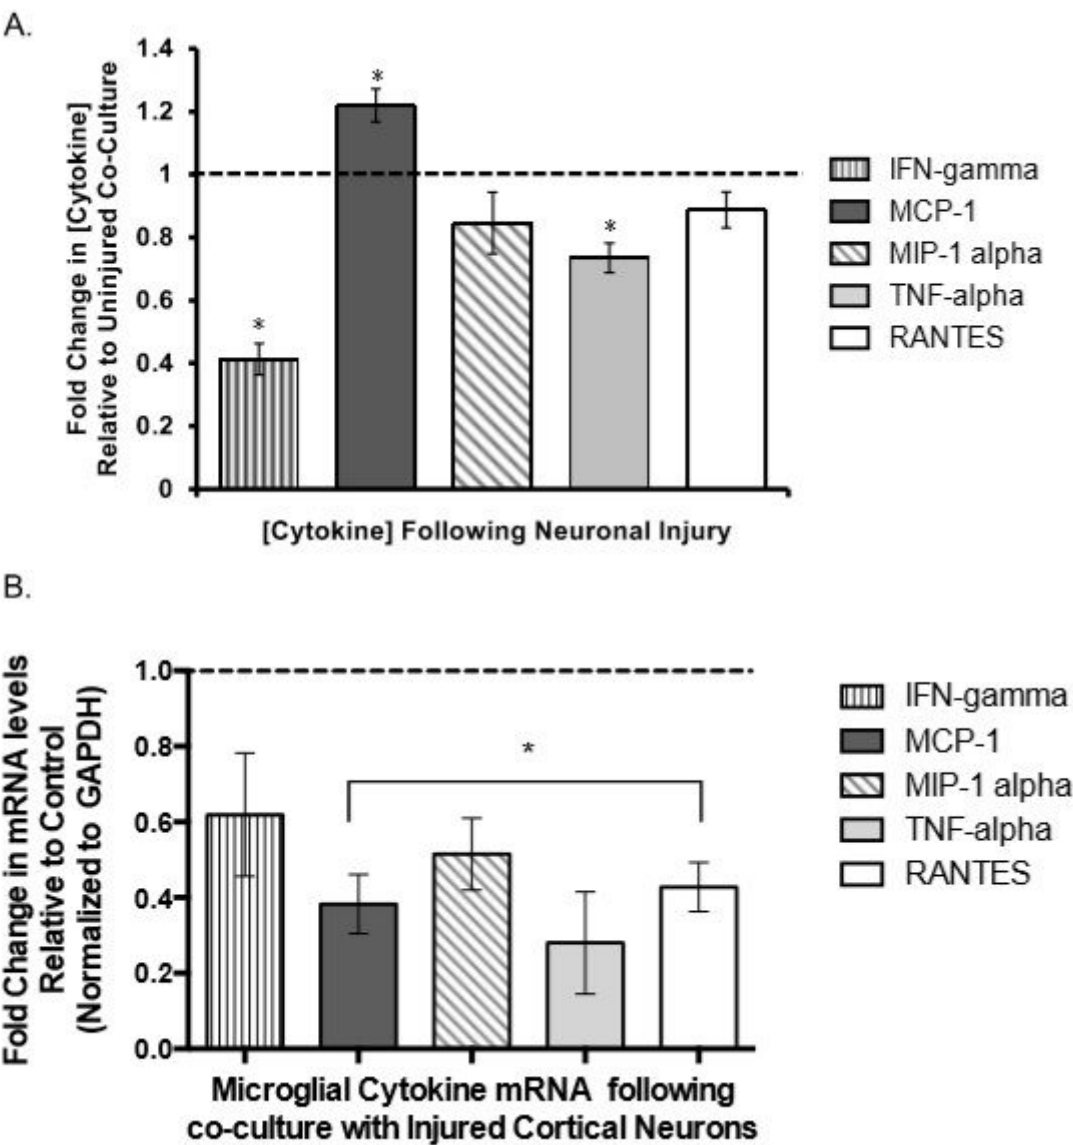 A.
Fold Change in [Cytokine]
Relative to Uninjured Co-Culture
1.4
1.2
1
0.8
0.6
0.4
0.2
0
*
*
*
[Cytokine] Following Neuronal Injury
IFN-gamma
MCP-1
MIP-1 alpha
TNF-alpha
RANTES
B.
Fold Change in mRNA levels
Relative to Control
(Normalized to GAPDH)
1.0
0.8
0.6
0.4
0.2
0.0
*
Microglial Cytokine mRNA following
co-culture with Injured Cortical Neurons
IFN-gamma
MCP-1
MIP-1 alpha
TNF-alpha
RANTES